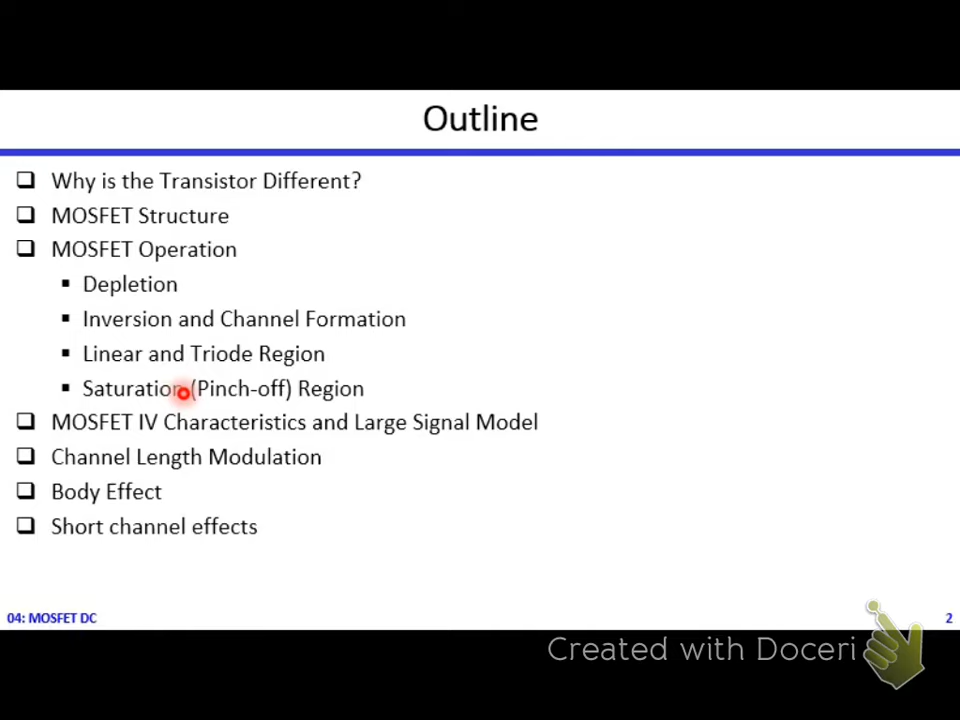 Outline
❑ Why is the Transistor Different?
❑ MOSFET Structure
❑ MOSFET Operation
▪ Depletion
▪ Inversion and Channel Formation
▪ Linear and Triode Region
▪ Saturation (Pinch-off) Region
❑ MOSFET IV Characteristics and Large Signal Model
❑ Channel Length Modulation
❑ Body Effect
❑ Short channel effects
04: MOSFET DC 2
Created with Doceri